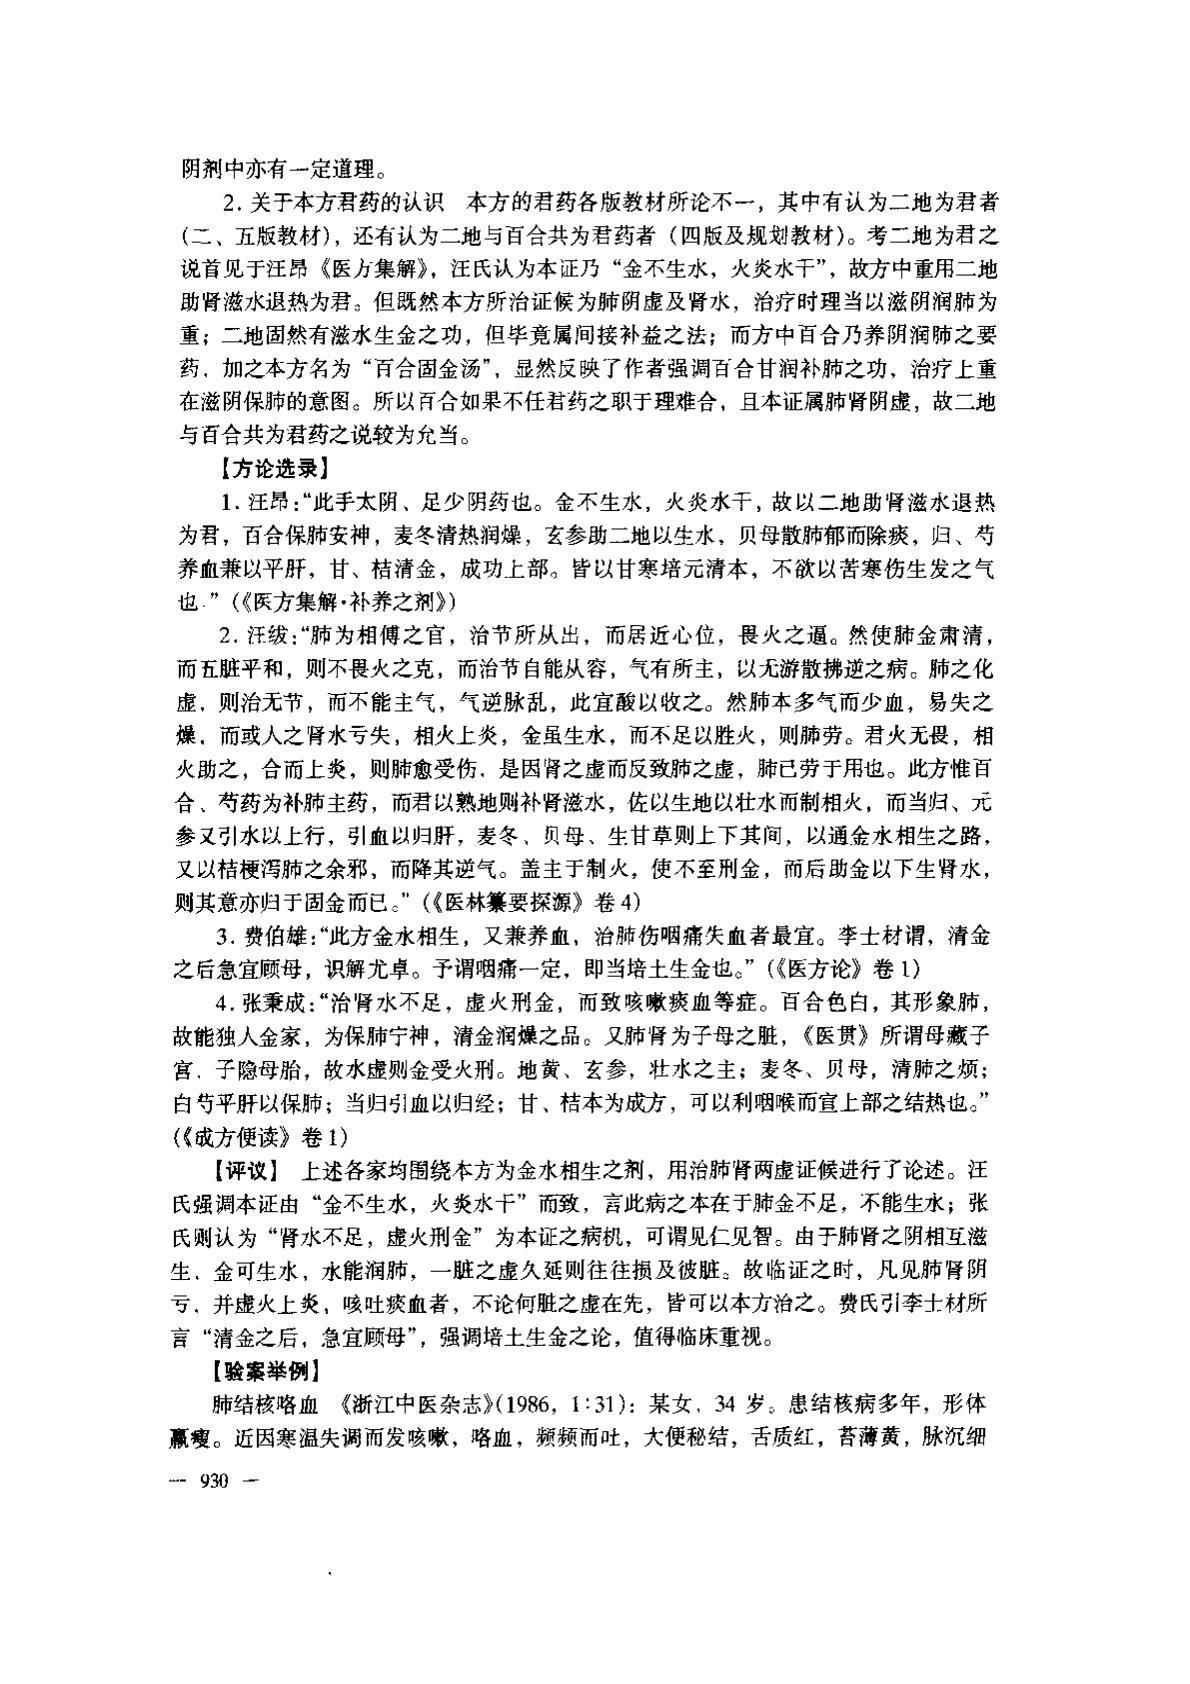 阴剂中亦有一定道理。
2. 关于本方君药的认识　本方的君药各版教材所论不一，其中有认为二地为君者
(二、五版教材)，还有认为二地与百合共为君药者（四版及规划教材)。考二地为君之
说首见于汪昂《医方集解》，汪氏认为本证乃“金不生水，火炎水干”，故方中重用二地
助肾滋水退热为君。但既然本方所治证候为肺阴虚及肾水，治疗时理当以滋阴润肺为
重；二地固然有滋水生金之功，但毕竟属间接补益之法；而方中百合乃养阴润肺之要
药，加之本方名为“百合固金汤”，显然反映了作者强调百合甘润补肺之功，治疗上重
在滋阴保肺的意图。所以百合如果不任君药之职于理难合，且本证属肺肾阴虚，故二地
与百合共为君药之说较为允当。
【方论选录】
1. 汪昂：“此手太阴、足少阴药也。金不生水，火炎水干，故以二地助肾滋水退热
为君，百合保肺安神，麦冬清热润燥，玄参助二地以生水，贝母散肺郁而除痰，归、芍
养血兼以平肝，甘、桔清金，成功上部。皆以甘寒培元清本，不欲以苦寒伤生发之气
也.”（《医方集解·补养之剂》）
2. 汪绂：“肺为相傅之官，治节所从出，而居近心位，畏火之逼。然使肺金肃清，
而五脏平和，则不畏火之克，而治节自能从容，气有所主，以无游散拂逆之病。肺之化
虚，则治无节，而不能主气，气逆脉乱，此宜酸以收之。然肺本多气而少血，易失之
燥，而或人之肾水亏失，相火上炎，金虽生水，而不足以胜火，则肺劳。君火无畏，相
火助之，合而上炎，则肺愈受伤，是因肾之虚而反致肺之虚，肺已劳于用也。此方惟百
合、芍药为补肺主药，而君以熟地则补肾滋水，佐以生地以壮水而制相火，而当归、元
参又引水以上行，引血以归肝，麦冬、贝母、生甘草则上下其间，以通金水相生之路，
又以桔梗泻肺之余邪，而降其逆气。盖主于制火，使不至刑金，而后助金以下生肾水，
则其意亦归于固金而已。”（《医林纂要探源》卷 4）
3. 费伯雄：“此方金水相生，又兼养血，治肺伤咽痛失血者最宜。李士材谓，清金
之后急宜顾母，识解尤卓。予谓咽痛一定，即当培土生金也。”（《医方论》卷 1）
4. 张秉成：“治肾水不足，虚火刑金，而致咳嗽痰血等症。百合色白，其形象肺，
故能独入金家，为保肺宁神，清金润燥之品。又肺肾为子母之脏，《医贯》所谓母藏子
宫，子隐母胎，故水虚则金受火刑。地黄、玄参，壮水之主；麦冬、贝母，清肺之烦；
白芍平肝以保肺；当归引血以归经；甘、桔本为成方，可以利咽喉而宣上部之结热也。”
（《成方便读》卷 1）
【评议】　上述各家均围绕本方为金水相生之剂，用治肺肾两虚证候进行了论述。汪
氏强调本证由“金不生水，火炎水干”而致，言此病之本在于肺金不足，不能生水；张
氏则认为“肾水不足，虚火刑金”为本证之病机，可谓见仁见智。由于肺肾之阴相互滋
生，金可生水，水能润肺，一脏之虚久延则往往损及彼脏。故临证之时，凡见肺肾阴
亏，并虚火上炎，咳吐痰血者，不论何脏之虚在先，皆可以本方治之。费氏引李士材所
言“清金之后，急宜顾母”，强调培土生金之论，值得临床重视。
【验案举例】
肺结核咯血　《浙江中医杂志》(1986，1:31)：某女，34 岁。患结核病多年，形体
羸瘦。近因寒温失调而发咳嗽，咯血，频频而吐，大便秘结，舌质红，苔薄黄，脉沉细
— 930 —